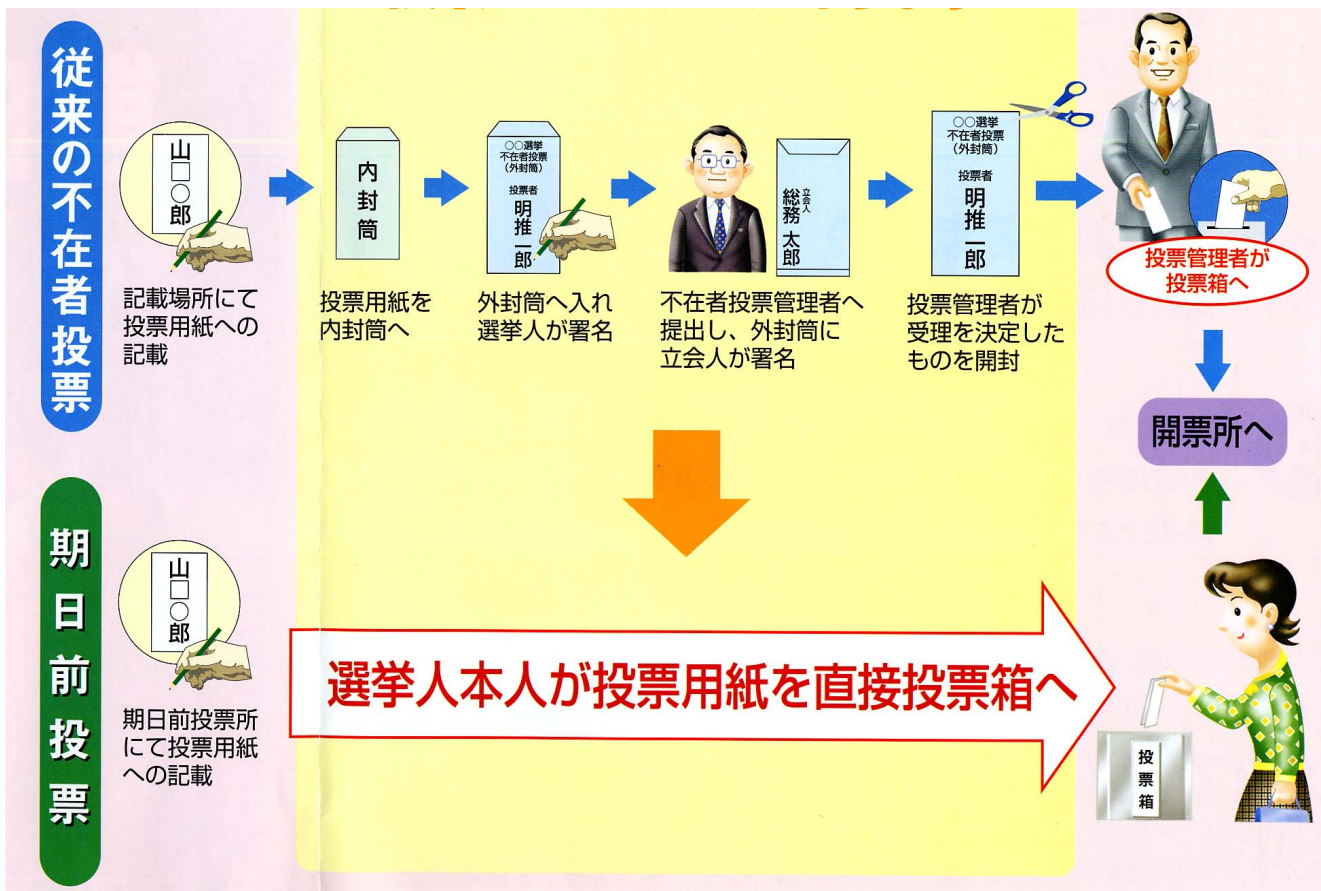 従来の不在者投票
山□○郎
記載場所にて
投票用紙への
記載
内封筒
投票用紙を
内封筒へ
○○選挙
不在者投票
(外封筒)
投票者
明推一郎
外封筒へ入れ
選挙人が署名
立会人
総務太郎
不在者投票管理者へ
提出し、外封筒に
立会人が署名
○○選挙
不在者投票
(外封筒)
投票者
明推一郎
投票管理者が
受理を決定した
ものを開封
投票管理者が
投票箱へ
開票所へ
期日前投票
山□○郎
期日前投票所
にて投票用紙
への記載
選挙人本人が投票用紙を直接投票箱へ
投票箱